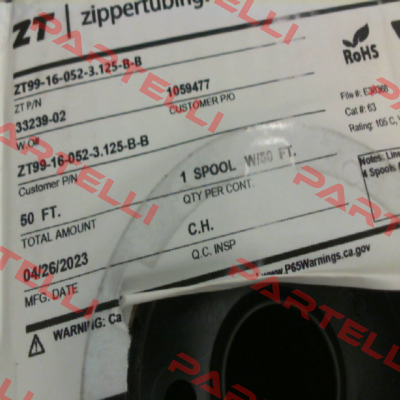 ZT zippertubing.
ZT99-16-052-3.125-B-B
ZT P/N
1059477
CUSTOMER P/O
33239-02
W.O#
ZT99-16-052-3.125-B-B
Customer P/N
1 SPOOL W/50 FT.
QTY PER CONT.
50 FT.
TOTAL AMOUNT
C.H.
Q.C. INSP
04/26/2023
MFG. DATE
RoHS
File #:
Cat #: 63
Rating: 105 C,
Notes:
4 Spools
www.P65Warnings.ca.gov
WARNING: Ca
PARTELLI
PARTELLI
PARTELLI
PARTELLI